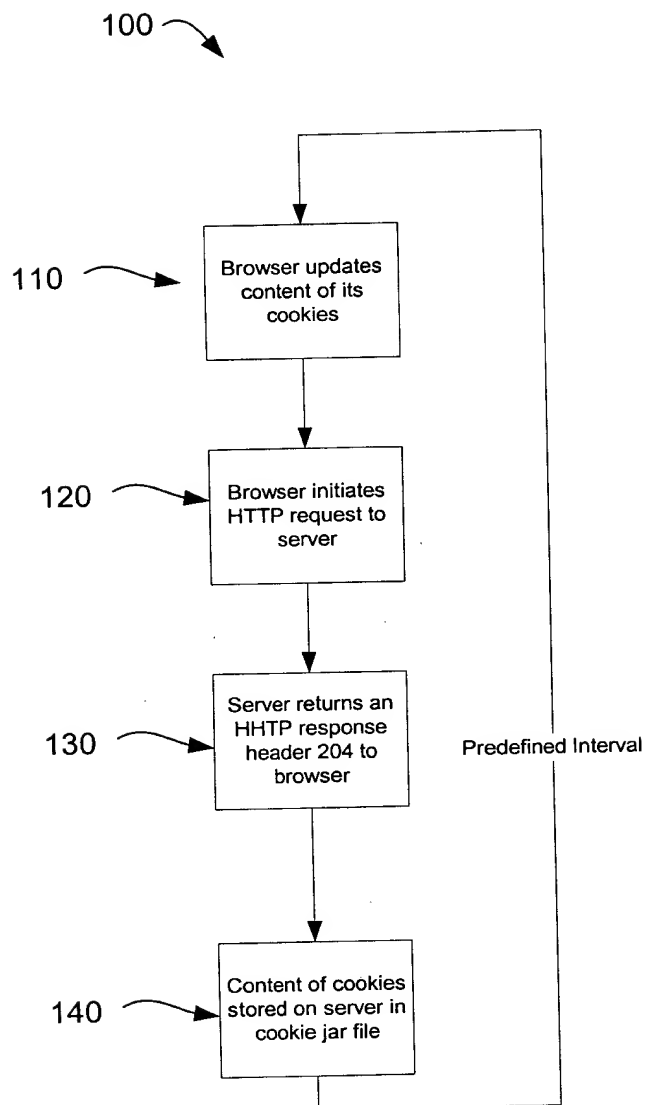 100
110
Browser updates
content of its
cookies
120
Browser initiates
HTTP request to
server
130
Server returns an
HHTP response
header 204 to
browser
Predefined Interval
140
Content of cookies
stored on server in
cookie jar file